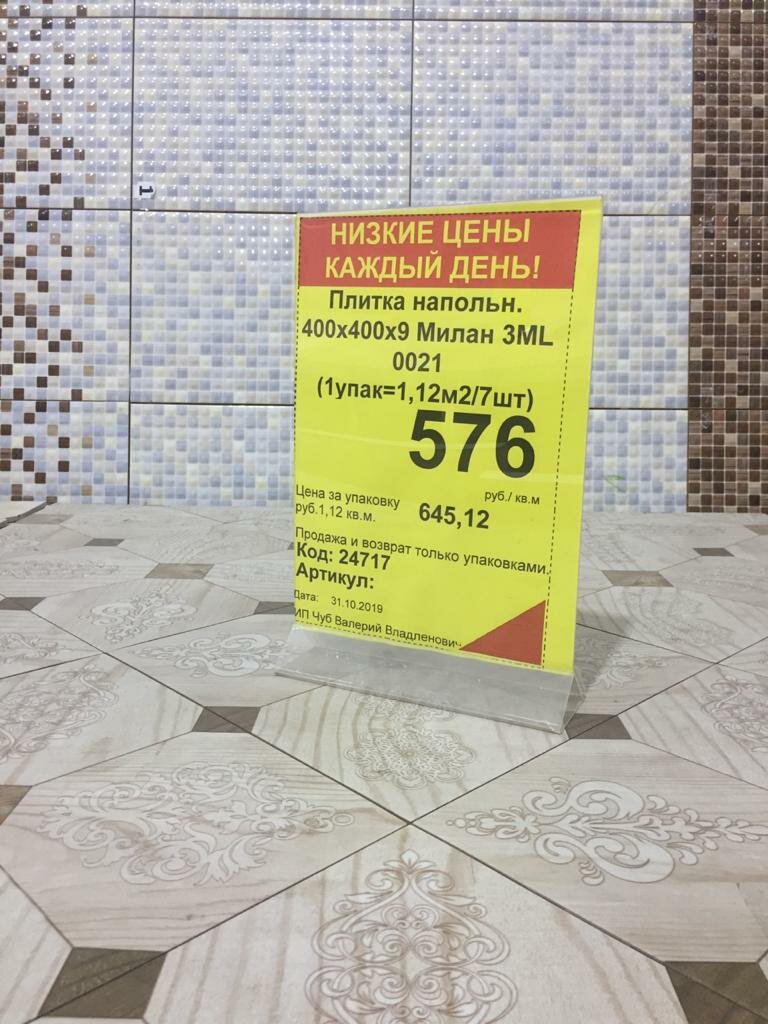 1
НИЗКИЕ ЦЕНЫ
КАЖДЫЙ ДЕНЬ!
Плитка напольн.
400х400х9 Милан 3ML
0021
(1упак=1,12м2/7шт)
576
руб./ кв.м
Цена за упаковку
руб.1,12 кв.м. 645,12
Продажа и возврат только упаковками.
Код: 24717
Артикул:
Дата: 31.10.2019
ИП Чуб Валерий Владленович